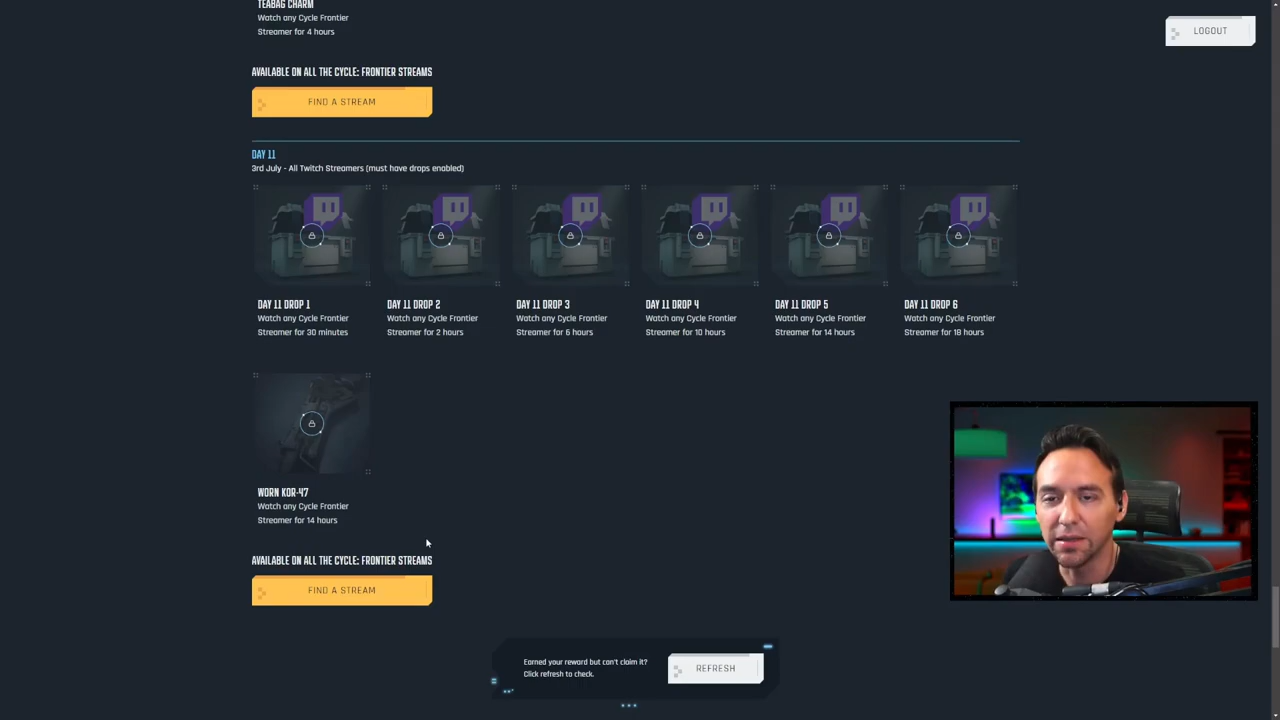 TEABAG CHARM
Watch any Cycle Frontier
Streamer for 4 hours
LOGOUT
AVAILABLE ON ALL THE CYCLE: FRONTIER STREAMS
FIND A STREAM
DAY 11
3rd July - All Twitch Streamers (must have drops enabled)
DAY 11 DROP 1
Watch any Cycle Frontier
Streamer for 30 minutes
DAY 11 DROP 2
Watch any Cycle Frontier
Streamer for 2 hours
DAY 11 DROP 3
Watch any Cycle Frontier
Streamer for 6 hours
DAY 11 DROP 4
Watch any Cycle Frontier
Streamer for 10 hours
DAY 11 DROP 5
Watch any Cycle Frontier
Streamer for 14 hours
DAY 11 DROP 6
Watch any Cycle Frontier
Streamer for 18 hours
WORN KOR-47
Watch any Cycle Frontier
Streamer for 14 hours
AVAILABLE ON ALL THE CYCLE: FRONTIER STREAMS
FIND A STREAM
Earned your reward but can't claim it?
Click refresh to check.
REFRESH